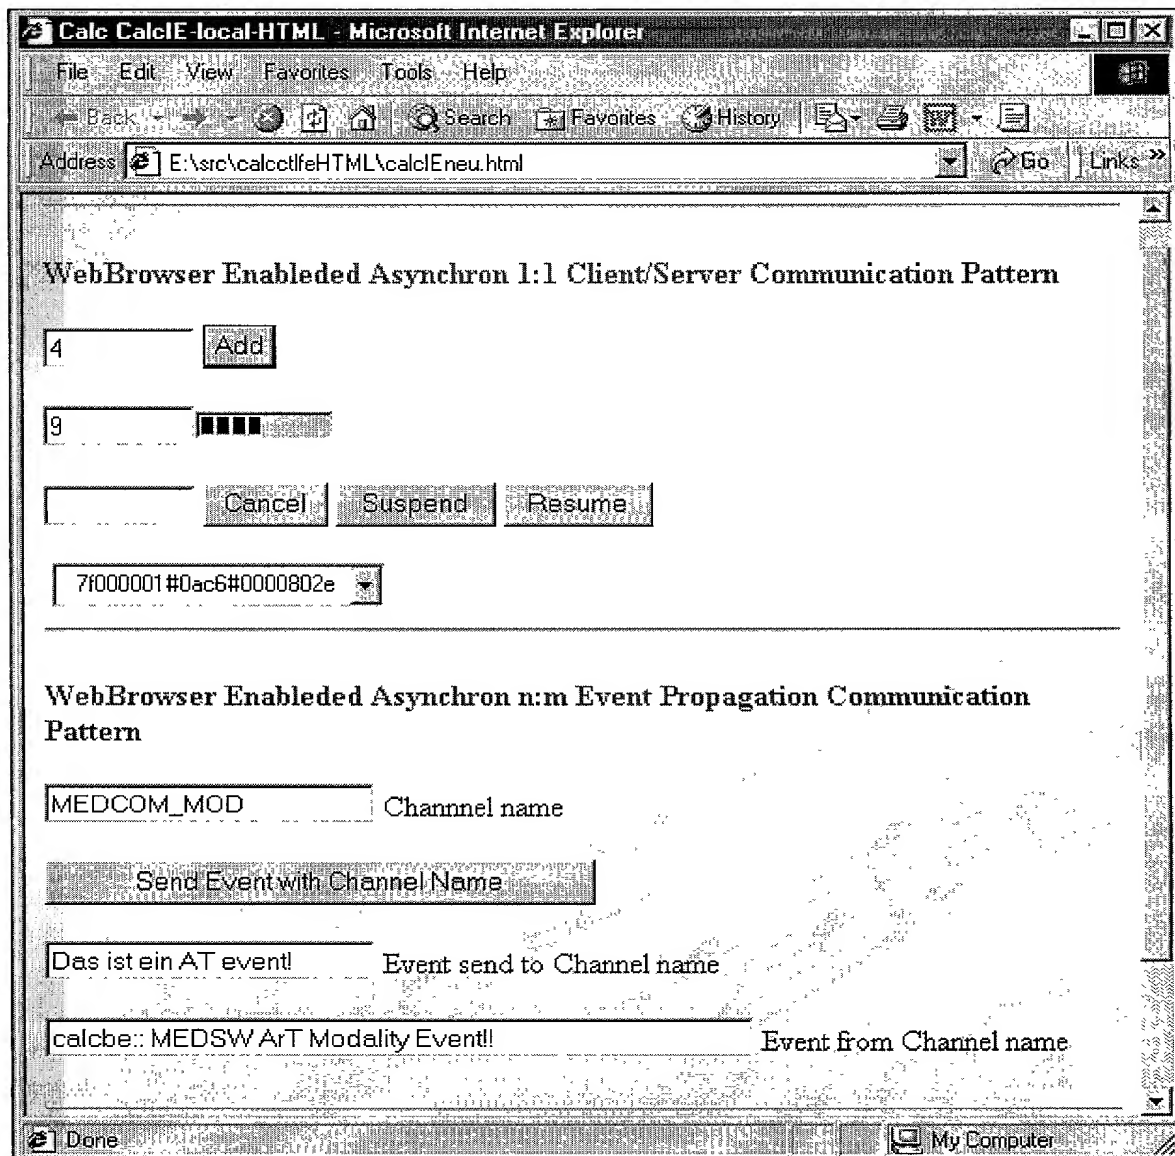 Calc CalcIE-local-HTML - Microsoft Internet Explorer
File Edit View Favorites Tools Help
Back Search Favorites History
Address E:\src\calcctlfeHTML\calcIEneu.html Go Links »
WebBrowser Enableded Asynchron 1:1 Client/Server Communication Pattern
4 Add
9
Cancel Suspend Resume
7f000001#0ac6#0000802e
WebBrowser Enableded Asynchron n:m Event Propagation Communication
Pattern
MEDCOM_MOD Channnel name
Send Event with Channel Name
Das ist ein AT event! Event send to Channel name
calcbe:: MEDSW ArT Modality Event!! Event from Channel name
Done My Computer